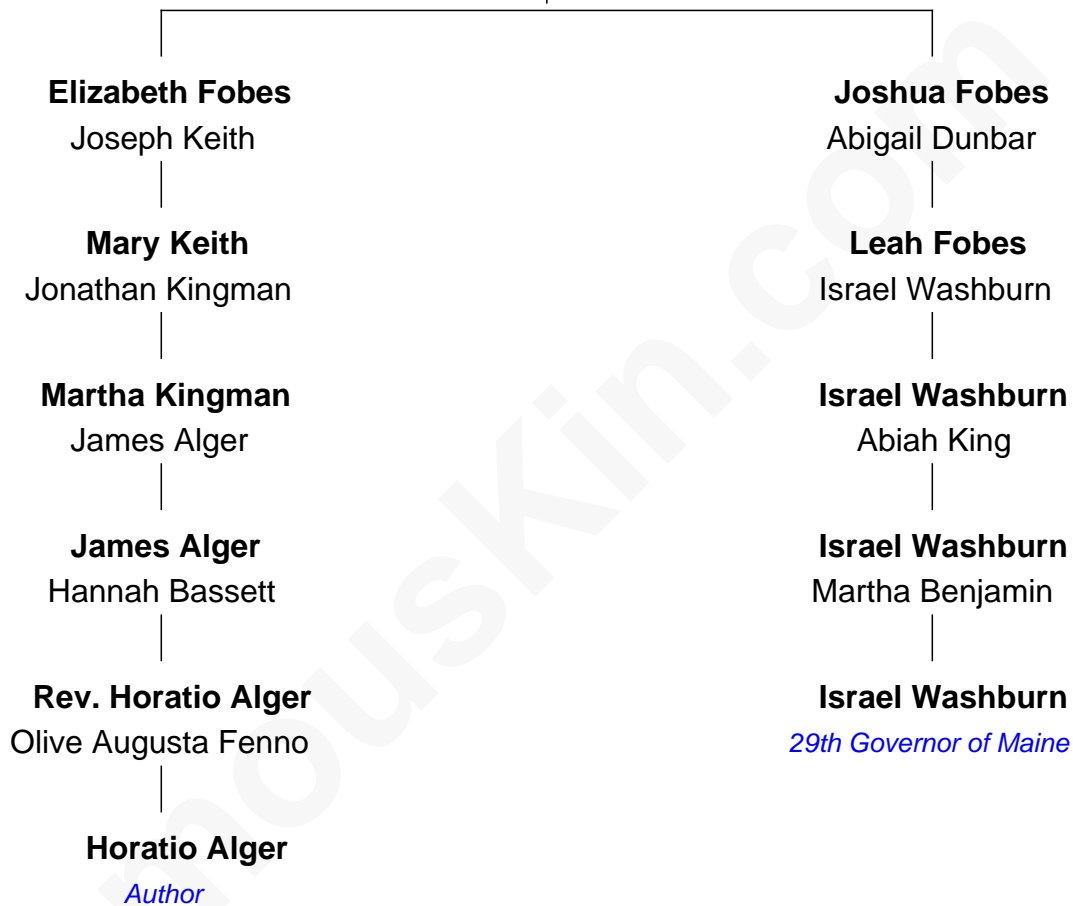 Elizabeth Fobes
Joseph Keith
Mary Keith
Jonathan Kingman
Martha Kingman
James Alger
James Alger
Hannah Bassett
Rev. Horatio Alger
Olive Augusta Fenno
Horatio Alger
Author
Joshua Fobes
Abigail Dunbar
Leah Fobes
Israel Washburn
Israel Washburn
Abiah King
Israel Washburn
Martha Benjamin
Israel Washburn
29th Governor of Maine
mousKin.com